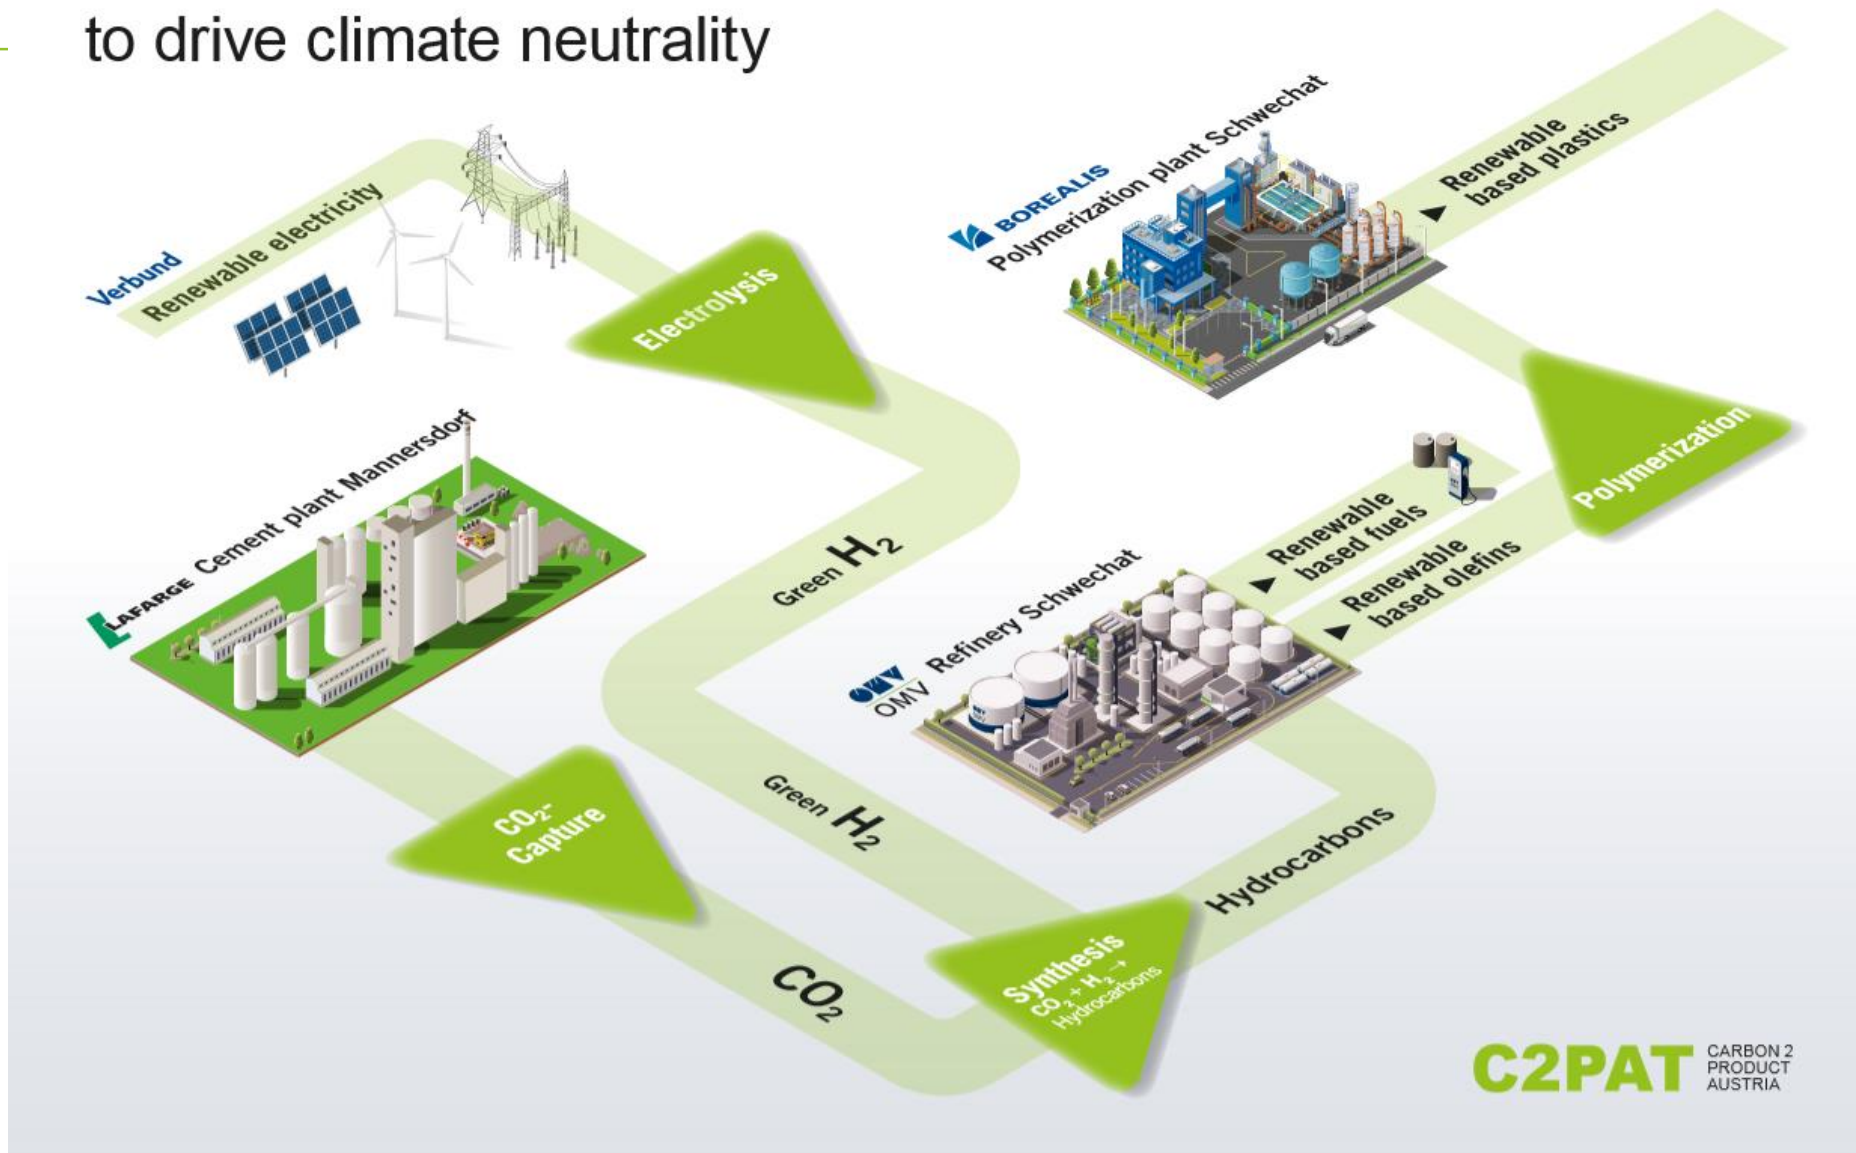 to drive climate neutrality
Verbund
Renewable electricity
Electrolysis
BOREALIS
Polymerization plant Schwechat
Renewable
based plastics
LAFARGE Cement plant Mannersdorf
Green H₂
Polymerization
Renewable
based fuels
Renewable
based olefins
OMV
OMV Refinery Schwechat
OMV
CO₂-
Capture
Green H₂
Hydrocarbons
CO₂
Synthesis
CO₂ + H₂ →
Hydrocarbons
C2PAT
CARBON 2
PRODUCT
AUSTRIA